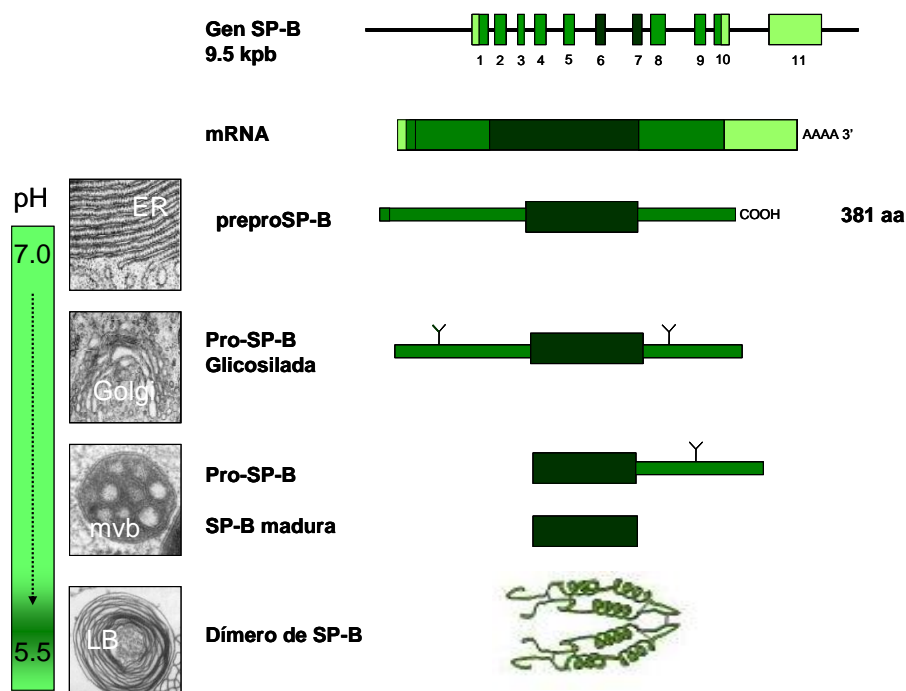 Gen SP-B
9.5 kpb
1 2 3 4 5 6 7 8 9 10 11
mRNA
AAAA 3’
pH
ER
preproSP-B
COOH
381 aa
7.0
Pro-SP-B
Glicosilada
Golgi
Pro-SP-B
mvb
SP-B madura
LB
Dímero de SP-B
5.5